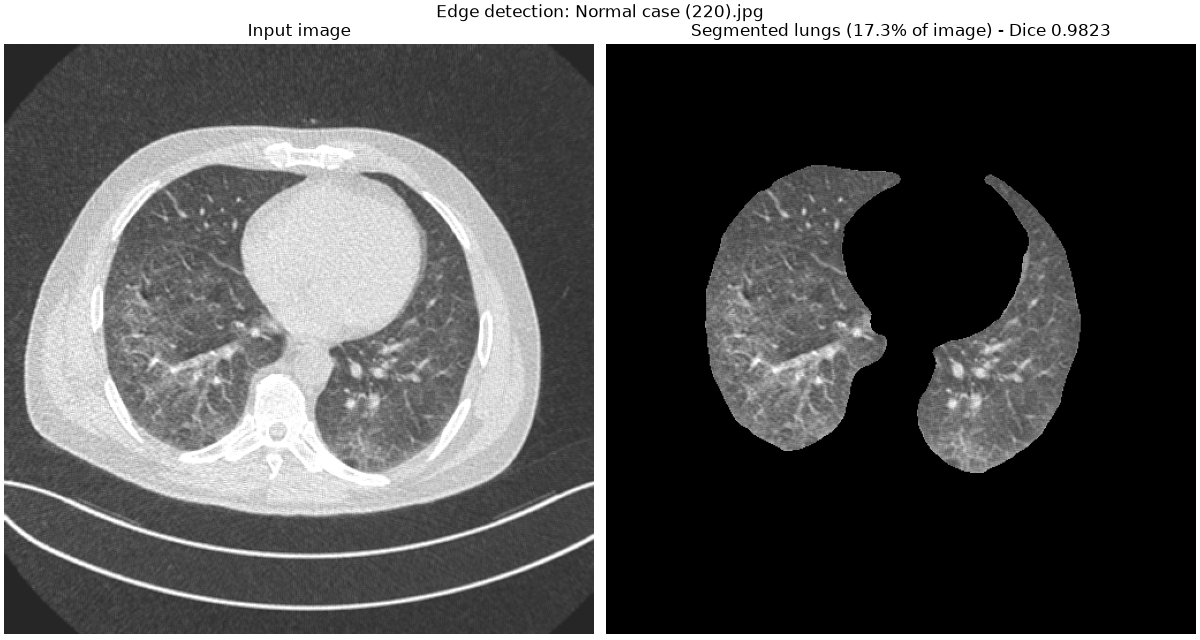 Edge detection: Normal case (220).jpg
Input image
Segmented lungs (17.3% of image) - Dice 0.9823